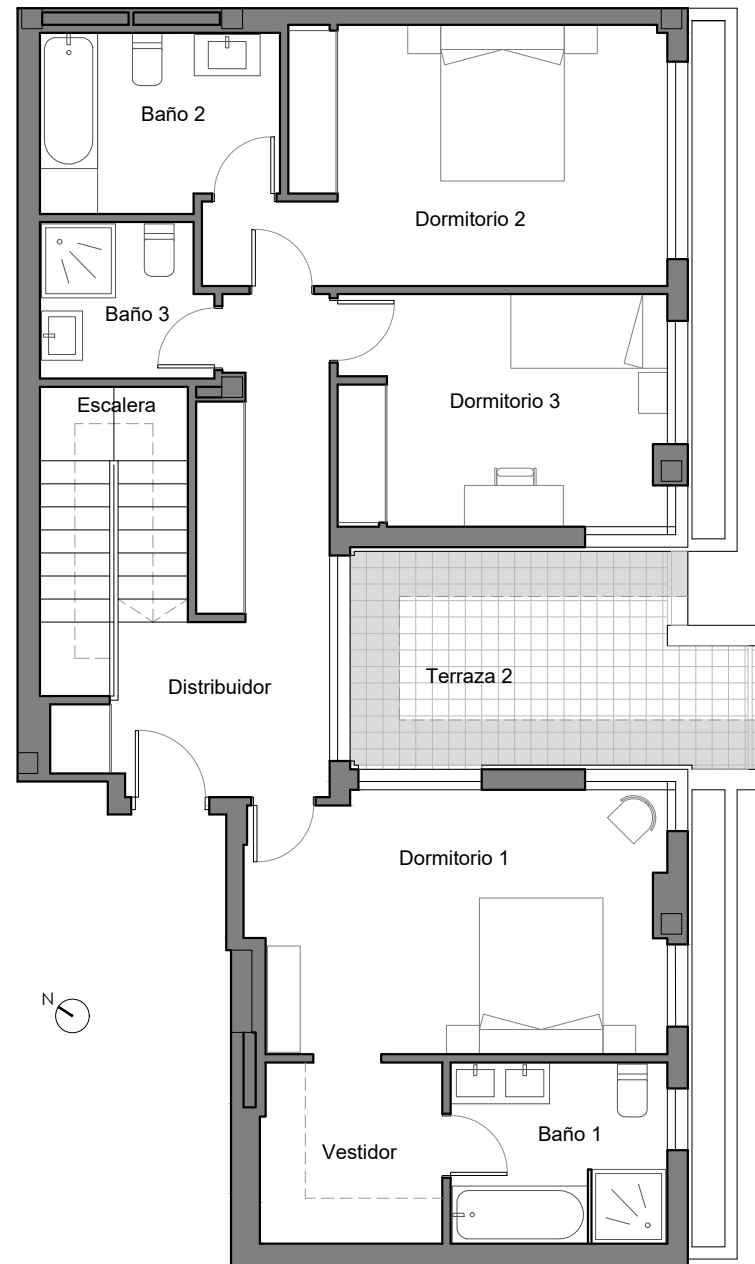 Baño 2
Dormitorio 2
Baño 3
Escalera
Dormitorio 3
Distribuidor
Terraza 2
Dormitorio 1
N
Vestidor
Baño 1